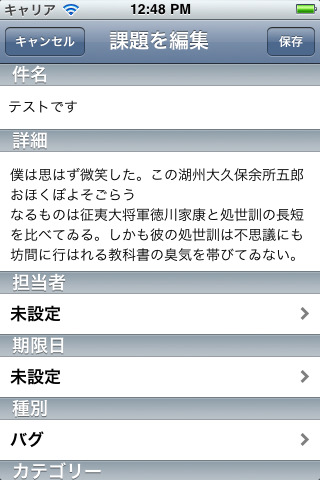 キャリア 12:48 PM
キャンセル 課題を編集 保存
件名
テストです
詳細
僕は思はず微笑した。この湖州大久保余所五郎
おほくぼよそごらう
なるものは征夷大将軍徳川家康と処世訓の長短
を比べてゐる。しかも彼の処世訓は不思議にも
坊間に行はれる教科書の臭気を帯びてゐない。
担当者
未設定
期限日
未設定
種別
バグ
カテゴリー